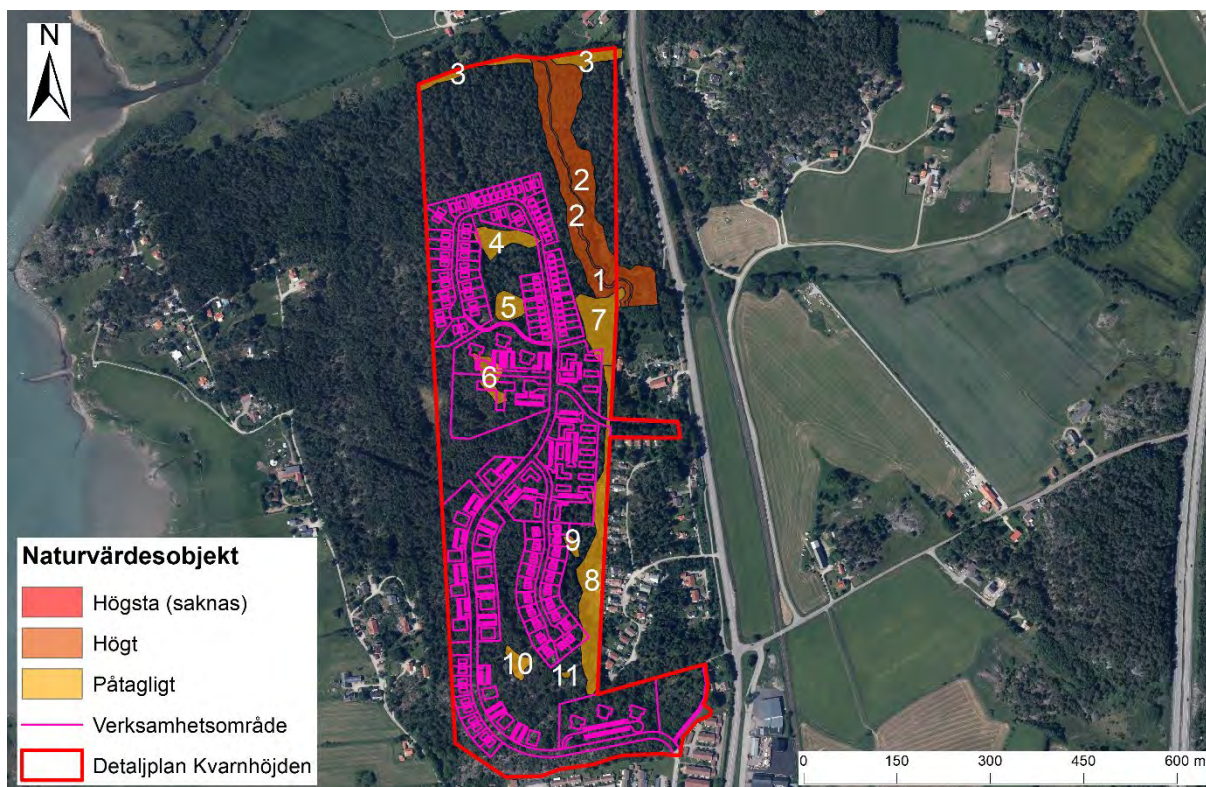 N
3
3
2
2
4
1
5
7
6
9
8
10
11
Naturvärdesobjekt
Högsta (saknas)
Högt
Påtagligt
Verksamhetsområde
Detaljplan Kvarnhöjden
0 150 300 450 600 m